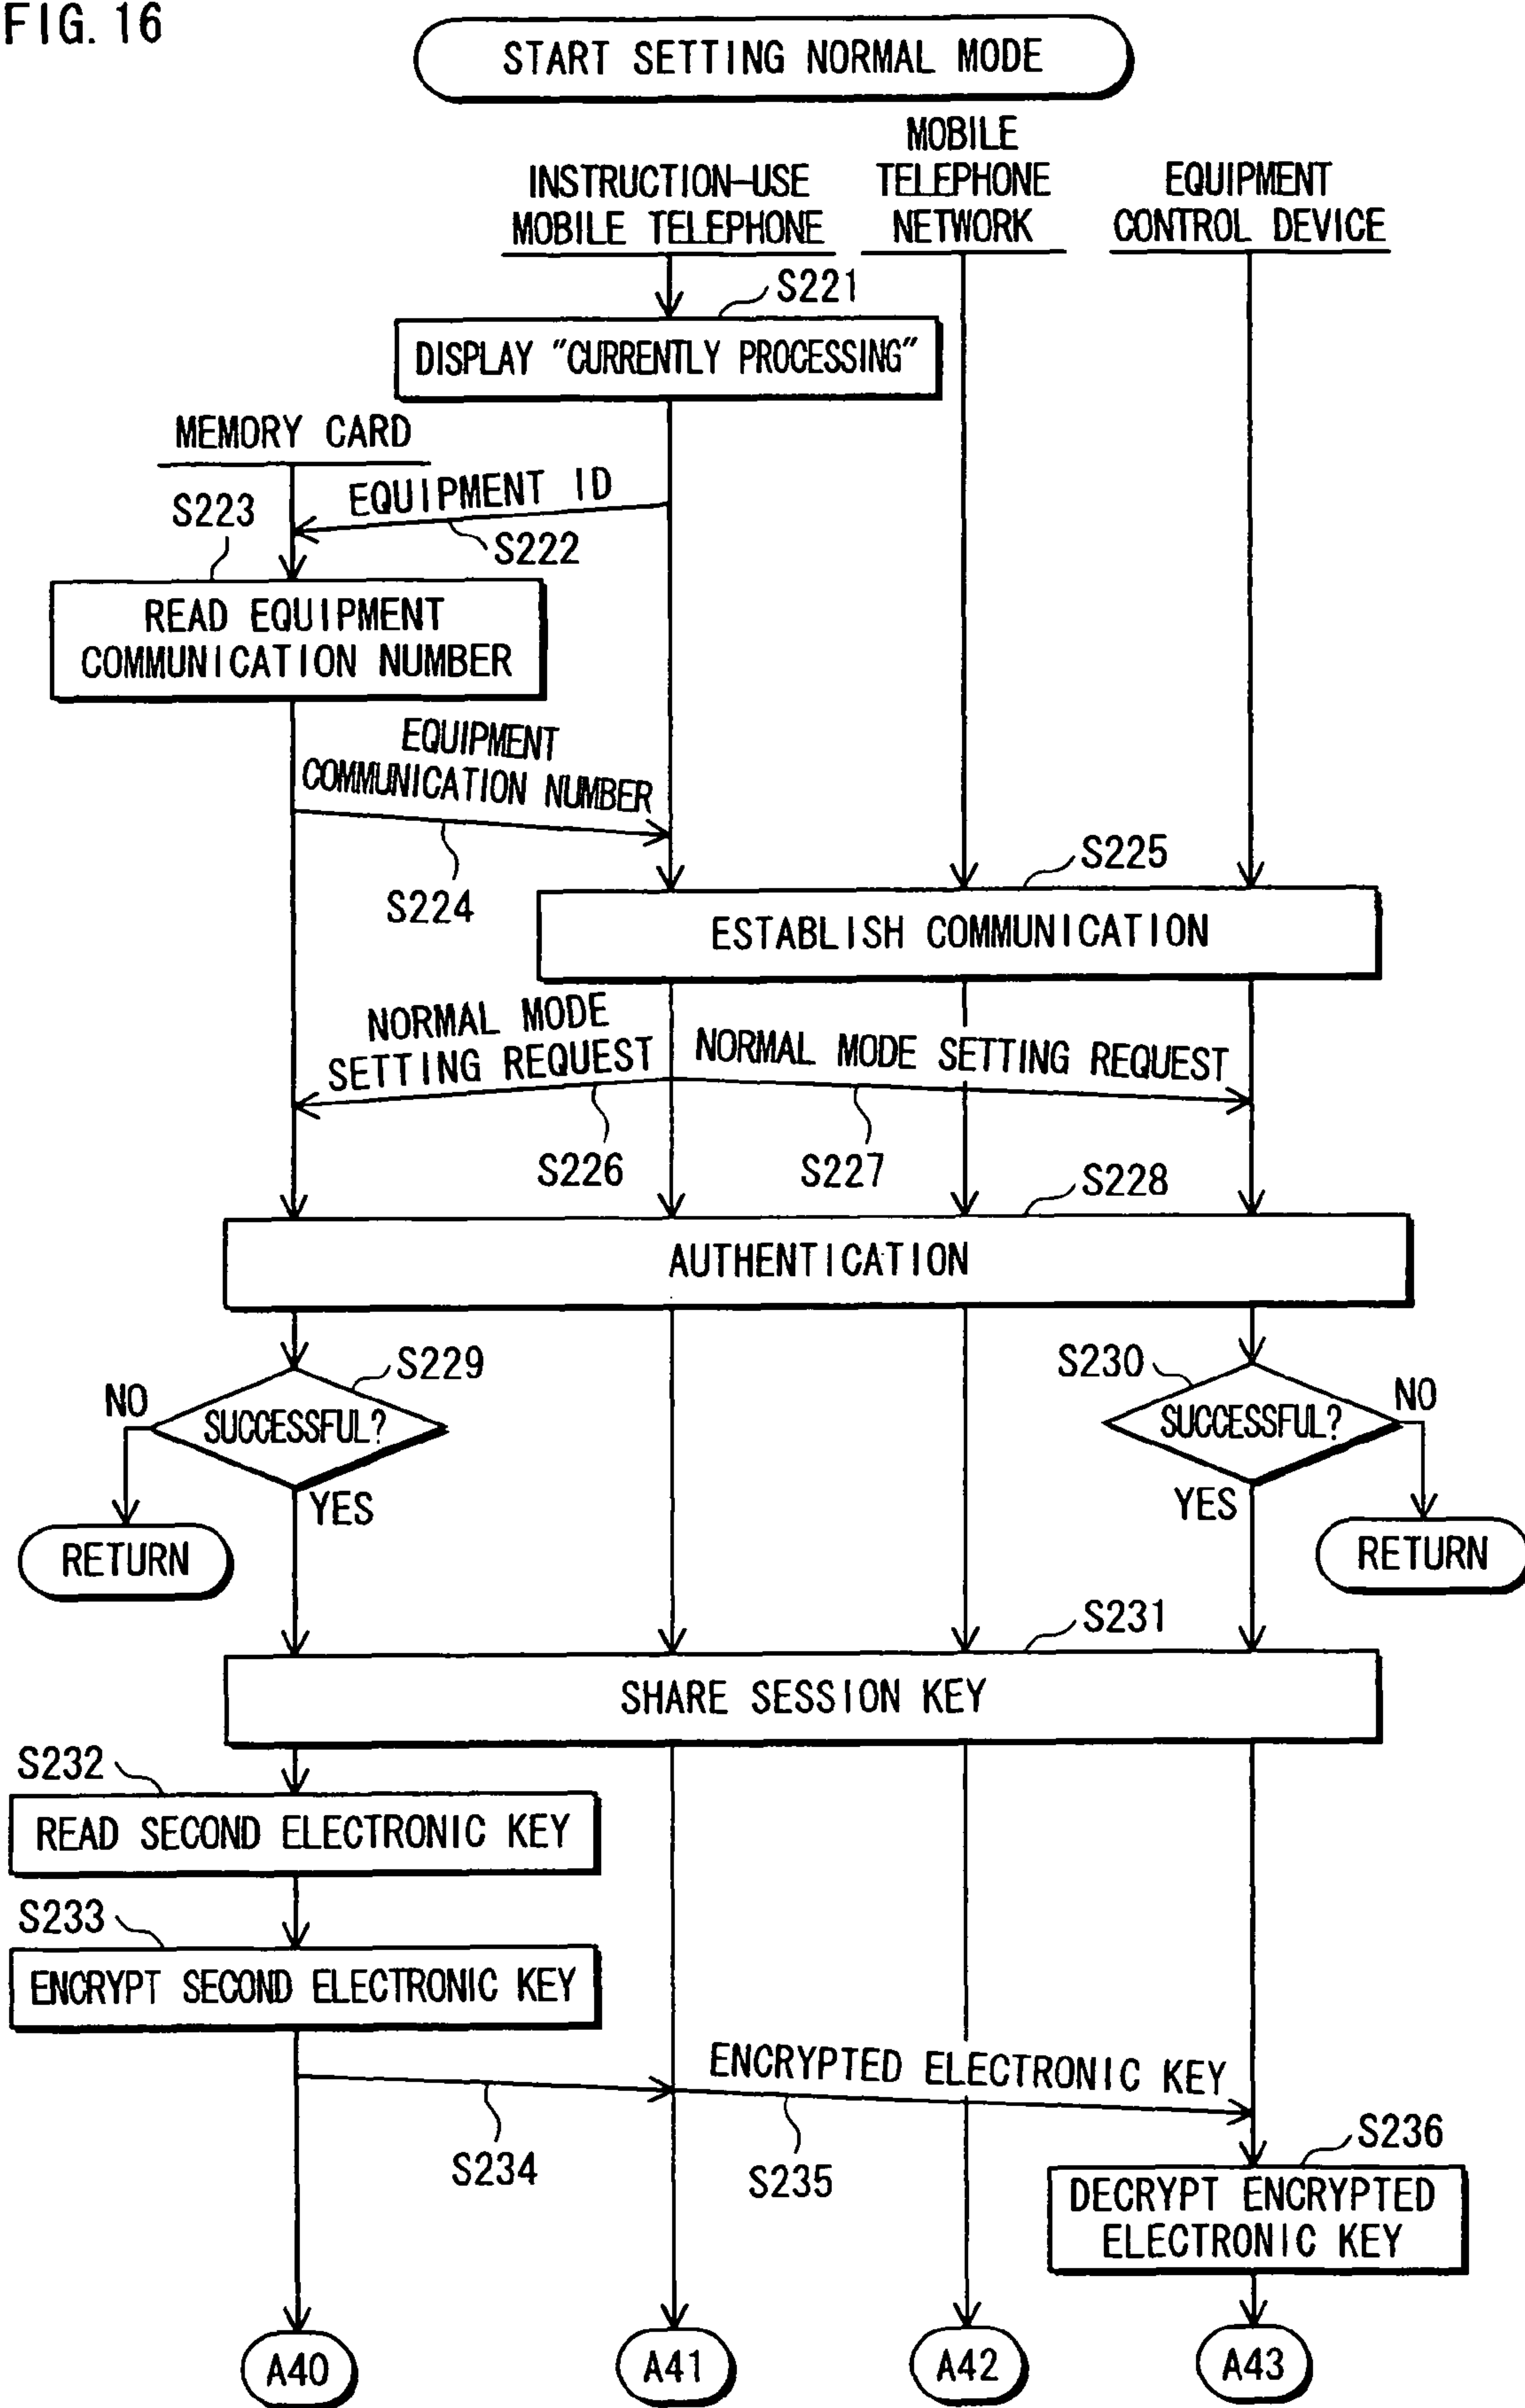 FIG. 16
START SETTING NORMAL MODE
INSTRUCTION-USE
MOBILE TELEPHONE
MOBILE
TELEPHONE
NETWORK
EQUIPMENT
CONTROL DEVICE
S221
DISPLAY "CURRENTLY PROCESSING"
MEMORY CARD
EQUIPMENT ID
S222
S223
READ EQUIPMENT
COMMUNICATION NUMBER
EQUIPMENT
COMMUNICATION NUMBER
S224
S225
ESTABLISH COMMUNICATION
NORMAL MODE
SETTING REQUEST
NORMAL MODE SETTING REQUEST
S226
S227
S228
AUTHENTICATION
S229
NO
SUCCESSFUL?
YES
RETURN
S230
NO
SUCCESSFUL?
YES
RETURN
S231
SHARE SESSION KEY
S232
READ SECOND ELECTRONIC KEY
S233
ENCRYPT SECOND ELECTRONIC KEY
ENCRYPTED ELECTRONIC KEY
S234
S235
S236
DECRYPT ENCRYPTED
ELECTRONIC KEY
A40
A41
A42
A43